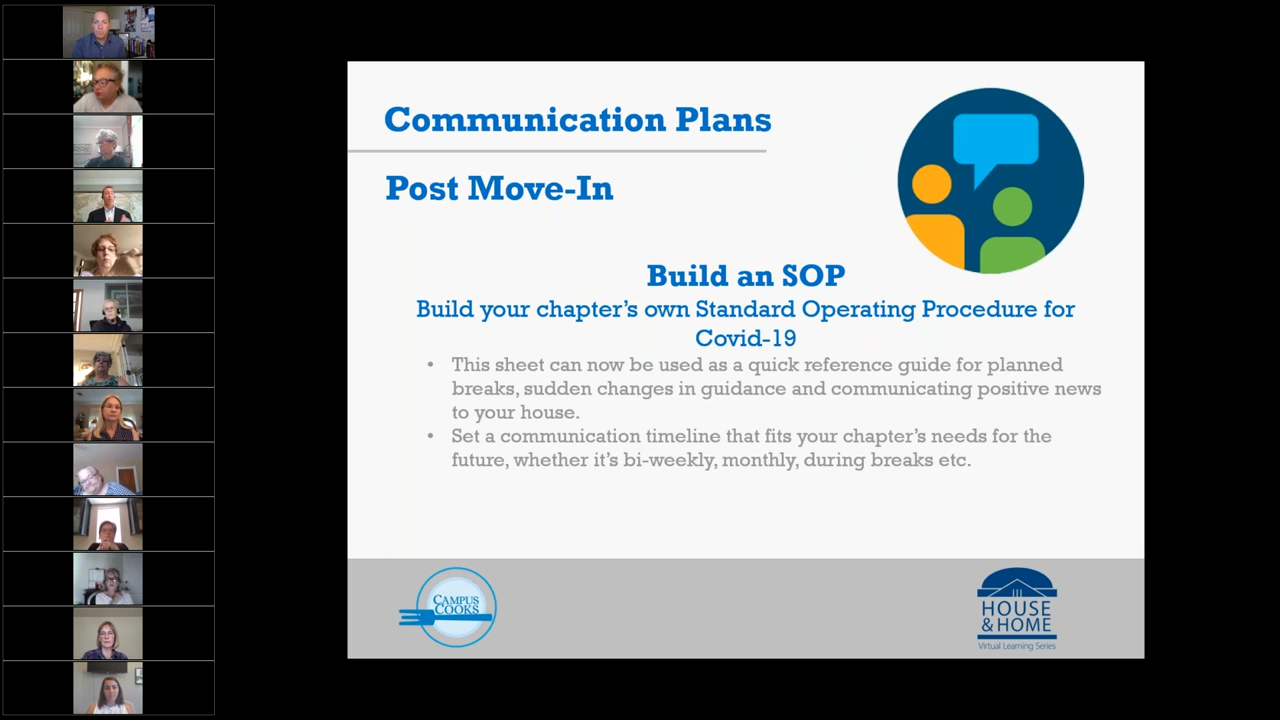 Communication Plans
Post Move-In
Build an SOP
Build your chapter's own Standard Operating Procedure for
Covid-19
• This sheet can now be used as a quick reference guide for planned
breaks, sudden changes in guidance and communicating positive news
to your house.
• Set a communication timeline that fits your chapter's needs for the
future, whether it's bi-weekly, monthly, during breaks etc.
CAMPUS
COOKS
HOUSE
& HOME
Virtual Learning Series